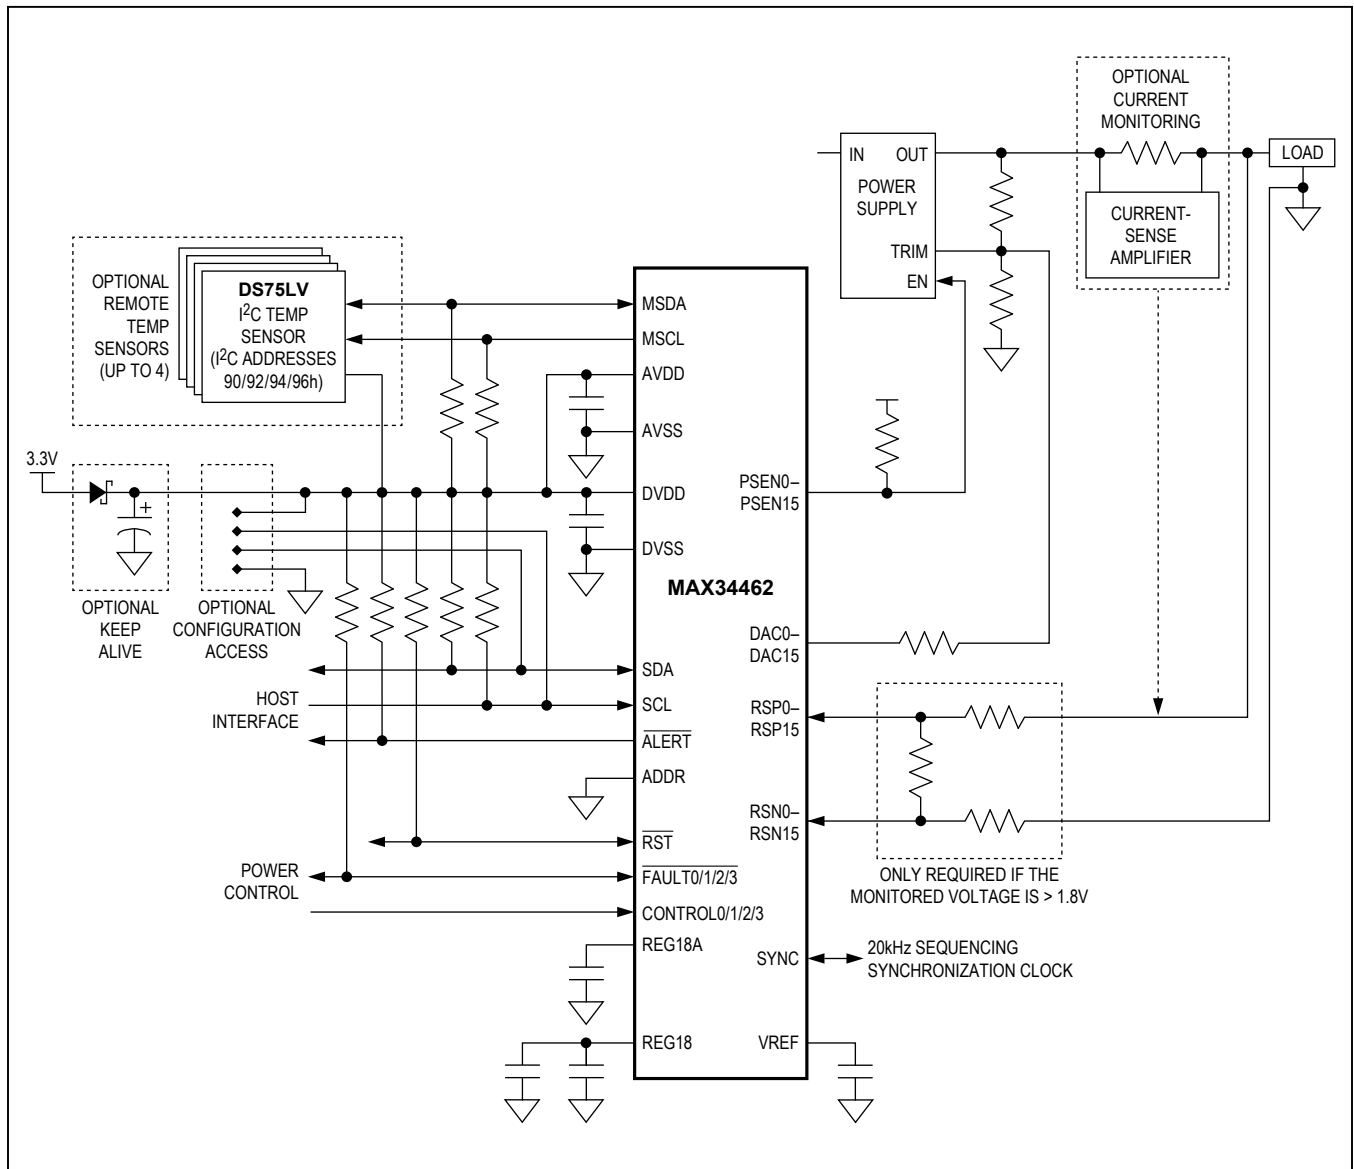 OPTIONAL
CURRENT
MONITORING
IN OUT
POWER
SUPPLY
TRIM
EN
LOAD
CURRENT-
SENSE
AMPLIFIER
OPTIONAL
REMOTE
TEMP
SENSORS
(UP TO 4)
DS75LV
I2C TEMP
SENSOR
(I2C ADDRESSES
90/92/94/96h)
MSDA
MSCL
AVDD
AVSS
3.3V
+
DVDD
DVSS
PSEN0–
PSEN15
MAX34462
OPTIONAL
KEEP
ALIVE
OPTIONAL
CONFIGURATION
ACCESS
DAC0–
DAC15
SDA
HOST
INTERFACE
SCL
ALERT
ADDR
RSP0–
RSP15
RSN0–
RSN15
RST
POWER
CONTROL
FAULT0/1/2/3
CONTROL0/1/2/3
ONLY REQUIRED IF THE
MONITORED VOLTAGE IS > 1.8V
REG18A
SYNC
20kHz SEQUENCING
SYNCHRONIZATION CLOCK
REG18
VREF